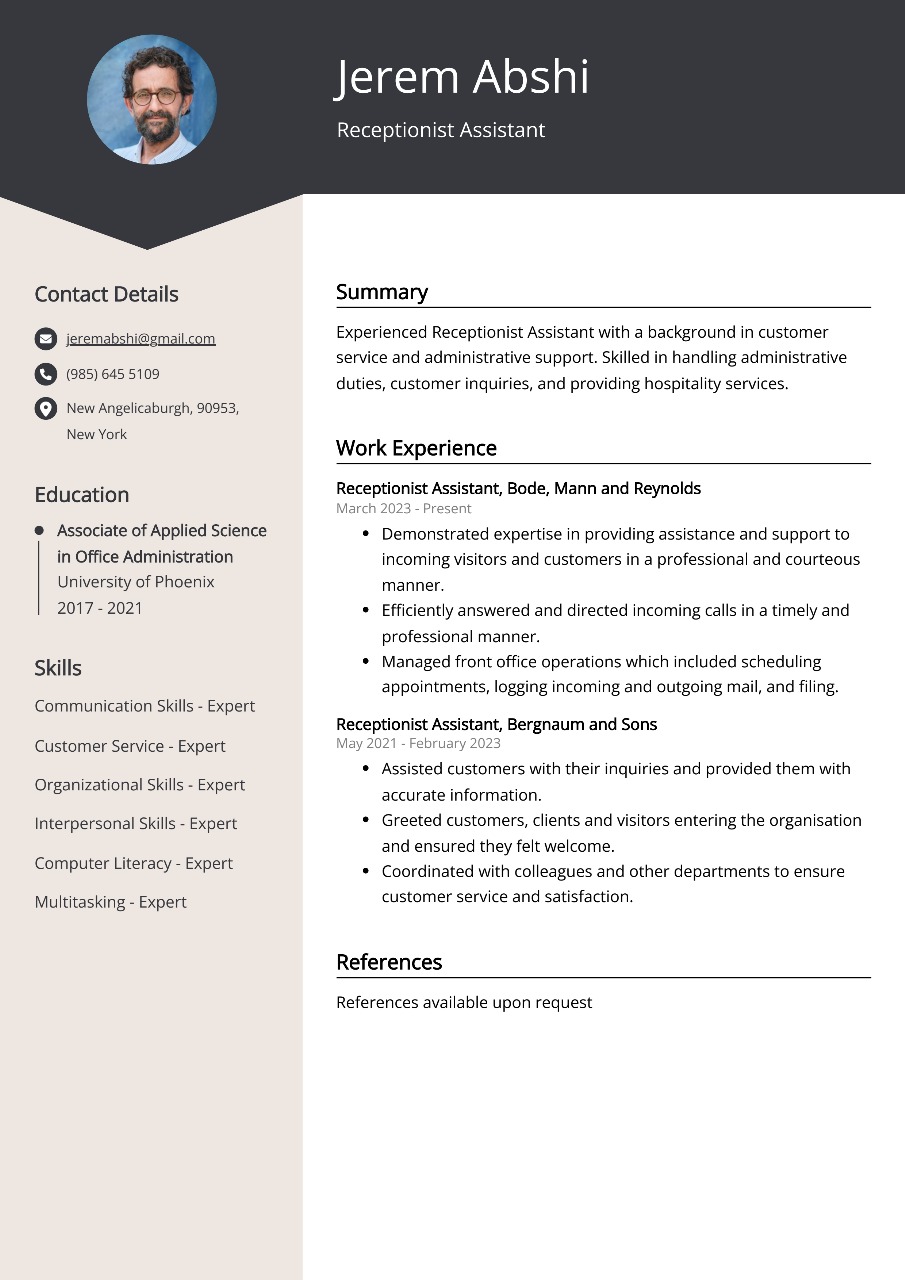 Jerem Abshi
Receptionist Assistant
Contact Details
jeremabshi@gmail.com
(985) 645 5109
New Angelicaburgh, 90953,
New York
Education
Associate of Applied Science
in Office Administration
University of Phoenix
2017 - 2021
Skills
Communication Skills - Expert
Customer Service - Expert
Organizational Skills - Expert
Interpersonal Skills - Expert
Computer Literacy - Expert
Multitasking - Expert
Summary
Experienced Receptionist Assistant with a background in customer
service and administrative support. Skilled in handling administrative
duties, customer inquiries, and providing hospitality services.
Work Experience
Receptionist Assistant, Bode, Mann and Reynolds
March 2023 - Present
• Demonstrated expertise in providing assistance and support to
incoming visitors and customers in a professional and courteous
manner.
• Efficiently answered and directed incoming calls in a timely and
professional manner.
• Managed front office operations which included scheduling
appointments, logging incoming and outgoing mail, and filing.
Receptionist Assistant, Bergnaum and Sons
May 2021 - February 2023
• Assisted customers with their inquiries and provided them with
accurate information.
• Greeted customers, clients and visitors entering the organisation
and ensured they felt welcome.
• Coordinated with colleagues and other departments to ensure
customer service and satisfaction.
References
References available upon request